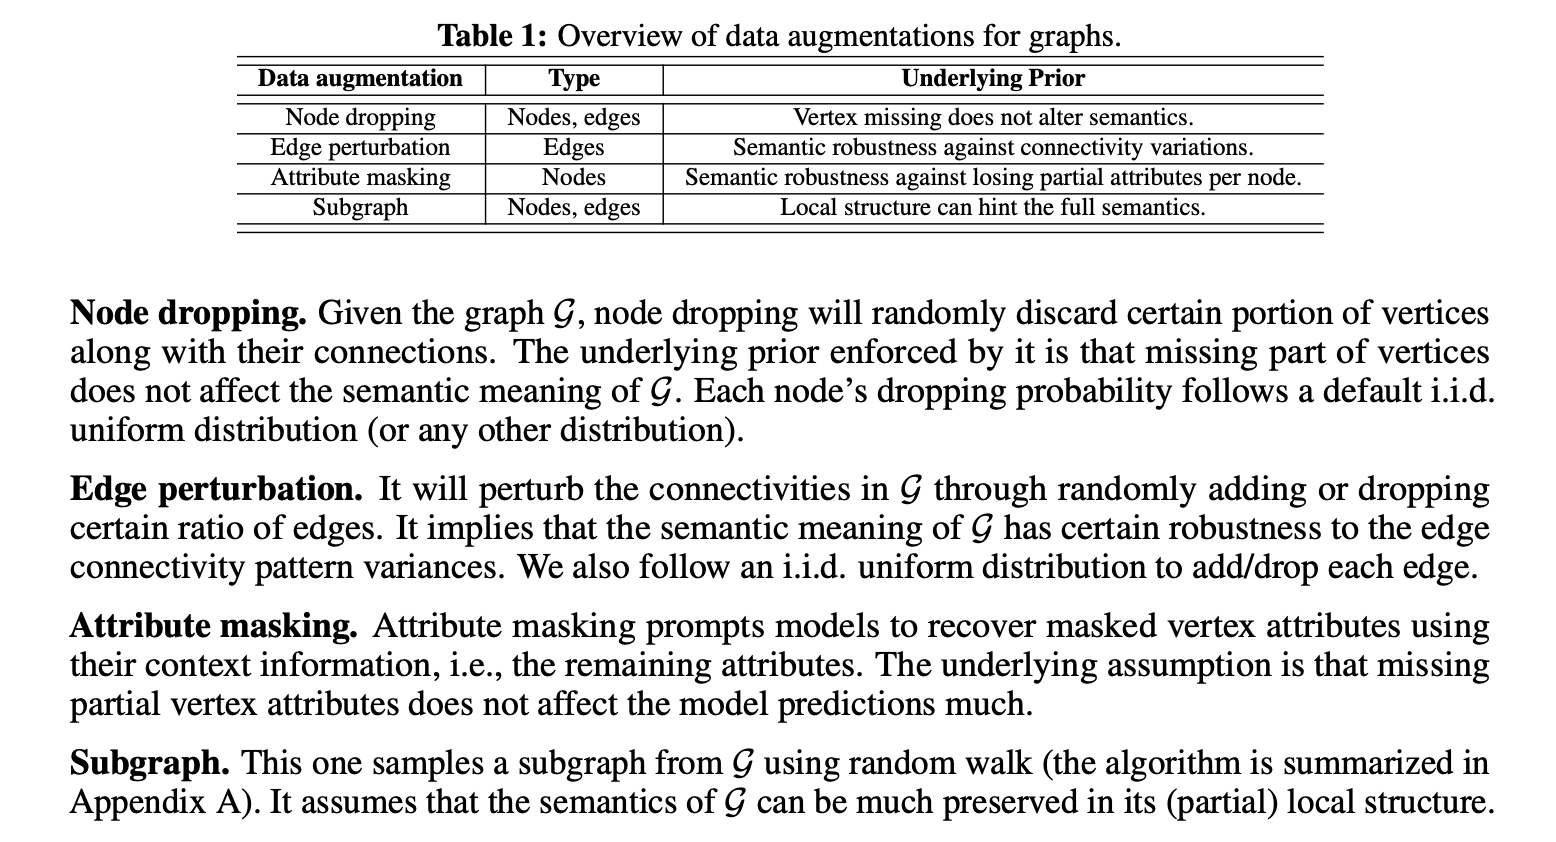 Table 1: Overview of data augmentations for graphs.
Data augmentation Type Underlying Prior
Node dropping Nodes, edges Vertex missing does not alter semantics.
Edge perturbation Edges Semantic robustness against connectivity variations.
Attribute masking Nodes Semantic robustness against losing partial attributes per node.
Subgraph Nodes, edges Local structure can hint the full semantics.
Node dropping. Given the graph 𝒢, node dropping will randomly discard certain portion of vertices
along with their connections. The underlying prior enforced by it is that missing part of vertices
does not affect the semantic meaning of 𝒢. Each node's dropping probability follows a default i.i.d.
uniform distribution (or any other distribution).
Edge perturbation. It will perturb the connectivities in 𝒢 through randomly adding or dropping
certain ratio of edges. It implies that the semantic meaning of 𝒢 has certain robustness to the edge
connectivity pattern variances. We also follow an i.i.d. uniform distribution to add/drop each edge.
Attribute masking. Attribute masking prompts models to recover masked vertex attributes using
their context information, i.e., the remaining attributes. The underlying assumption is that missing
partial vertex attributes does not affect the model predictions much.
Subgraph. This one samples a subgraph from 𝒢 using random walk (the algorithm is summarized in
Appendix A). It assumes that the semantics of 𝒢 can be much preserved in its (partial) local structure.